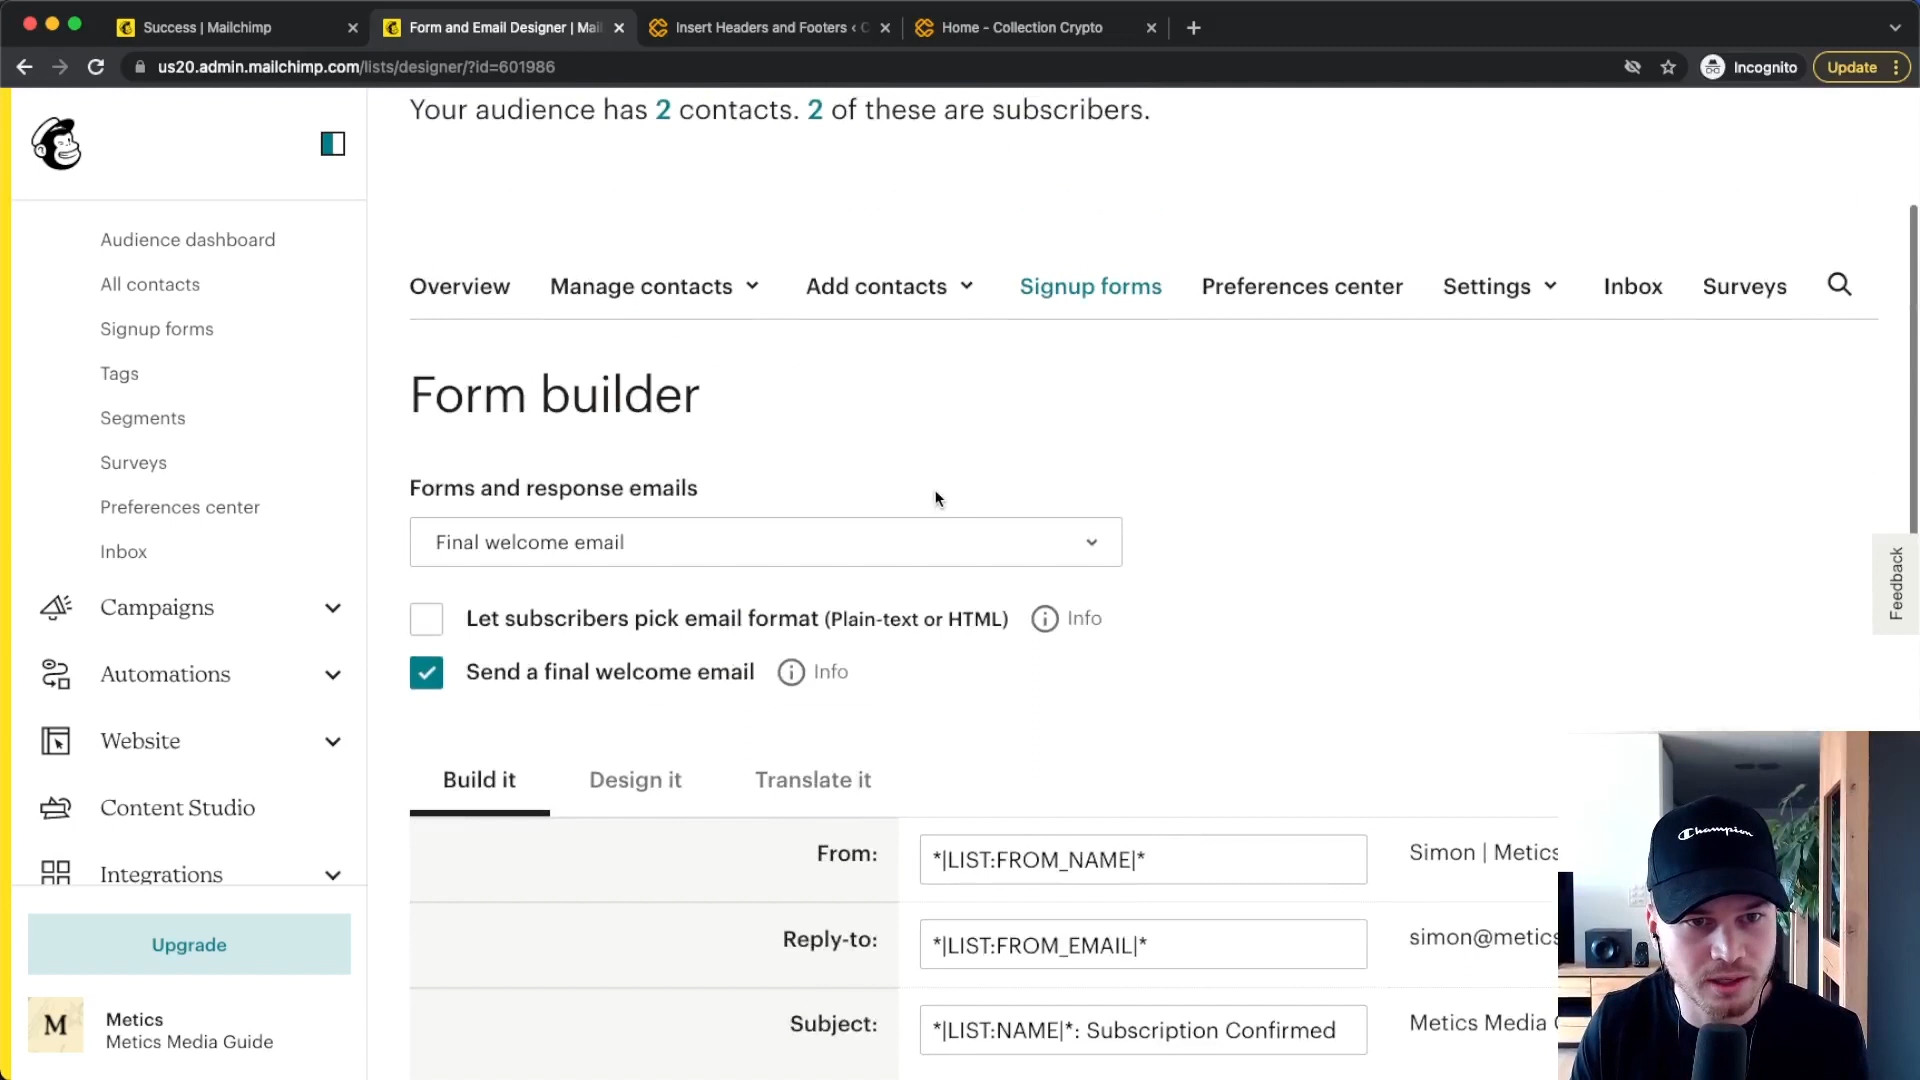 Success | Mailchimp
Form and Email Designer | Mai
Insert Headers and Footers ‹ C
Home - Collection Crypto
us20.admin.mailchimp.com/lists/designer/?id=601986
Incognito
Update
Your audience has 2 contacts. 2 of these are subscribers.
Audience dashboard
All contacts
Signup forms
Tags
Segments
Surveys
Preferences center
Inbox
Campaigns
Automations
Website
Content Studio
Integrations
Upgrade
M
Metics
Metics Media Guide
Overview
Manage contacts
Add contacts
Signup forms
Preferences center
Settings
Inbox
Surveys
Form builder
Forms and response emails
Final welcome email
Let subscribers pick email format (Plain-text or HTML)
Info
Send a final welcome email
Info
Build it
Design it
Translate it
From:
*|LIST:FROM_NAME|*
Simon | Metics
Reply-to:
*|LIST:FROM_EMAIL|*
simon@metics
Subject:
*|LIST:NAME|*: Subscription Confirmed
Metics Media
Feedback
Champion